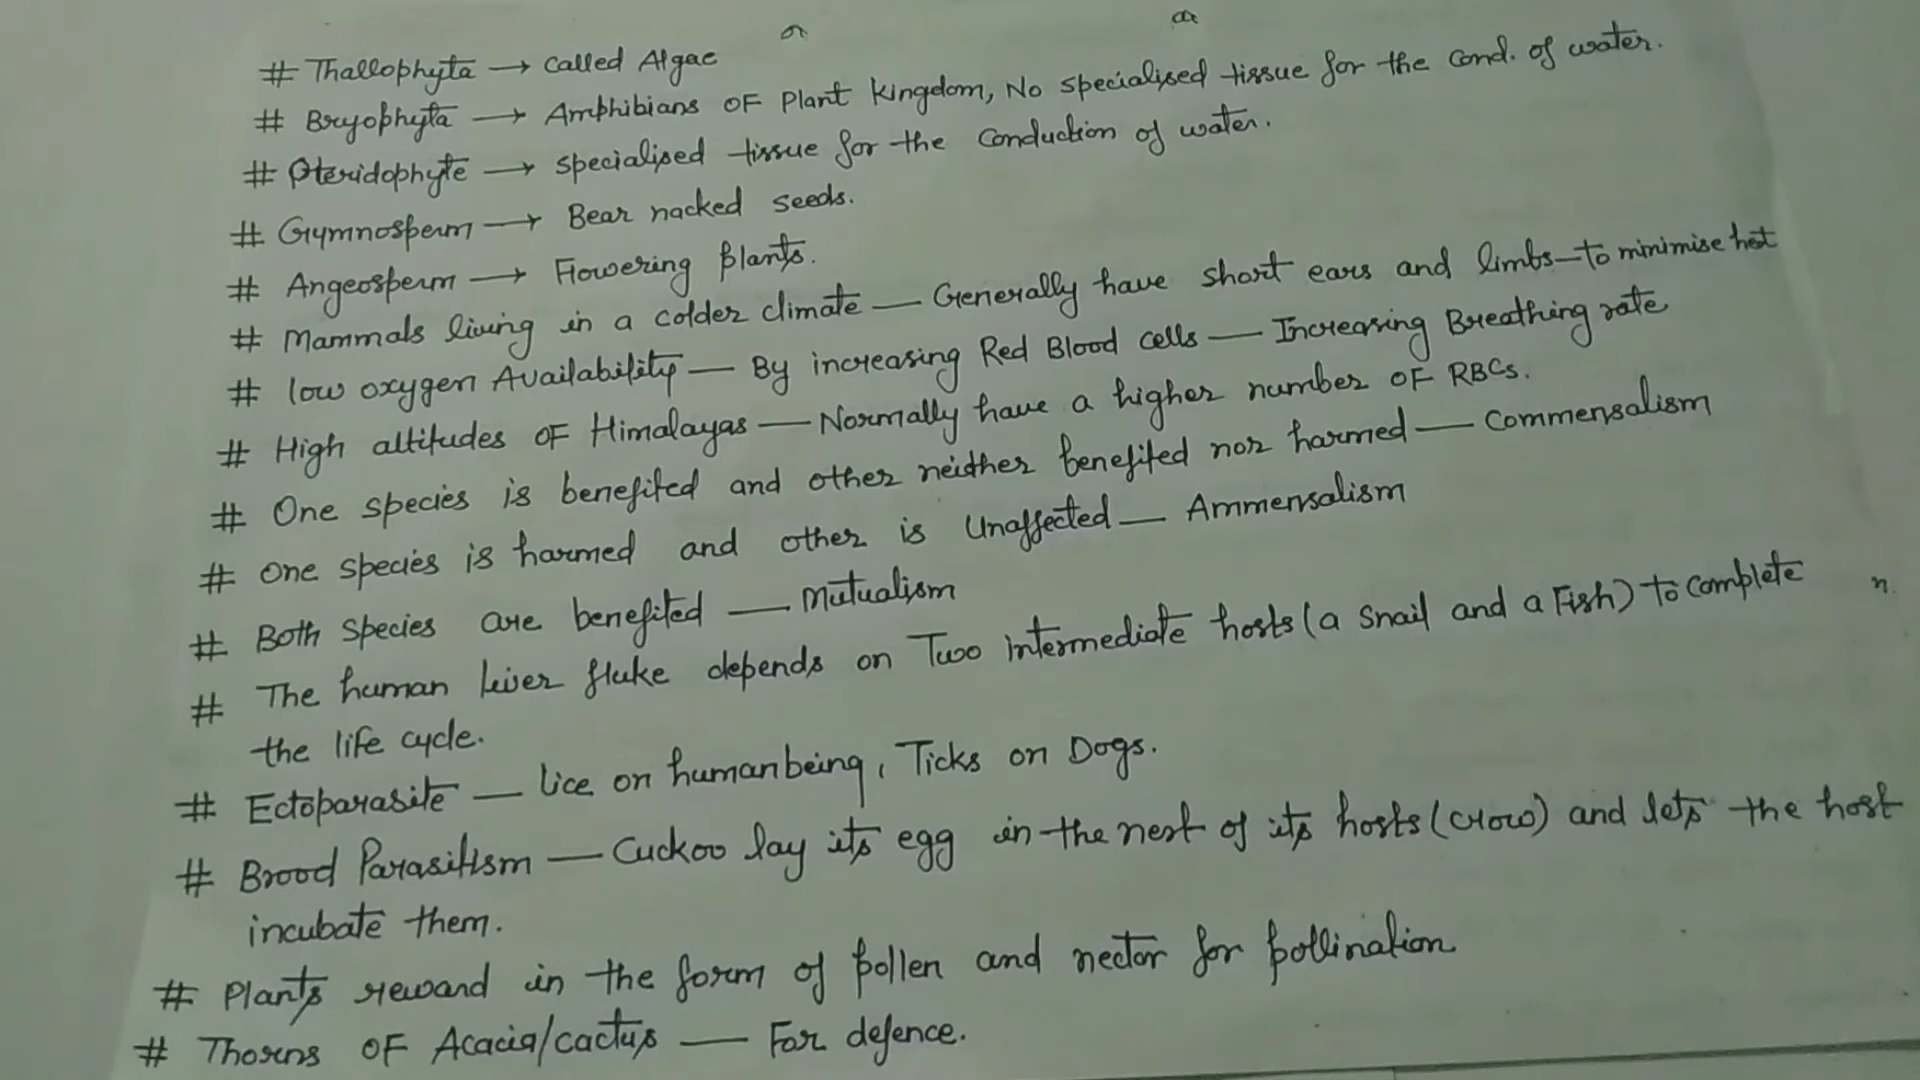 # Thallophyta → called Algae
# Bryophyta → Amphibians OF Plant Kingdom, No specialised tissue for the cond. of water.
# Pteridophyte → specialised tissue for the conduction of water.
# Gymnosperm → Bear nacked seeds.
# Angeosperm → Flowering plants.
# Mammals living in a colder climate — Generally have short ears and limbs - to minimise het
# low oxygen Availability — By increasing Red Blood cells — Increasing Breathing rate
# High altitudes OF Himalayas — Normally have a higher number OF RBCs.
# One species is benefited and other neither benefited nor harmed — Commensalism
# One species is harmed and other is Unaffected — Ammensalism
# Both species are benefited — Mutualism
# The human liver fluke depends on Two intermediate hosts (a snail and a Fish) to complete
the life cycle.
# Ectoparasite — lice on humanbeing, Ticks on Dogs.
# Brood Parasitism — Cuckoo lay its egg in the nest of its hosts (crow) and lets the host
incubate them.
# Plants reward in the form of pollen and nector for pollination
# Thorns OF Acacia/cactus — For defence.